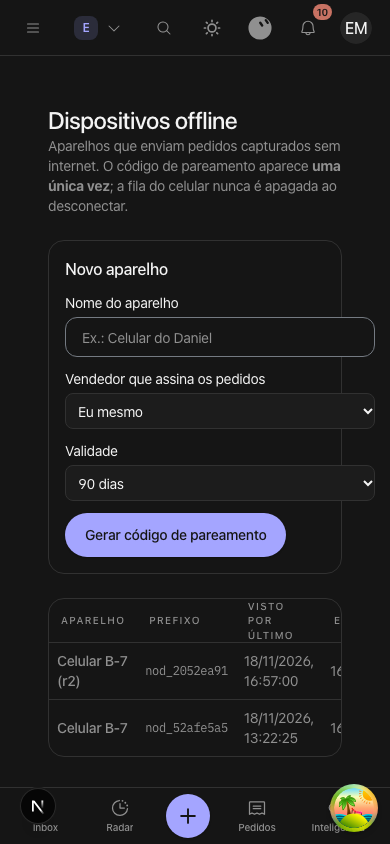 E
10
EM
Dispositivos offline
Aparelhos que enviam pedidos capturados sem
internet. O código de pareamento aparece uma
única vez; a fila do celular nunca é apagada ao
desconectar.
Novo aparelho
Nome do aparelho
Ex.: Celular do Daniel
Vendedor que assina os pedidos
Eu mesmo
Validade
90 dias
Gerar código de pareamento
APARELHO PREFIXO VISTO POR ÚLTIMO E
Celular B-7 (r2) nod_2052ea91 18/11/2026, 16:57:00 16
Celular B-7 nod_52afe5a5 18/11/2026, 13:22:25 16
N
Inbox Radar Pedidos Intelig